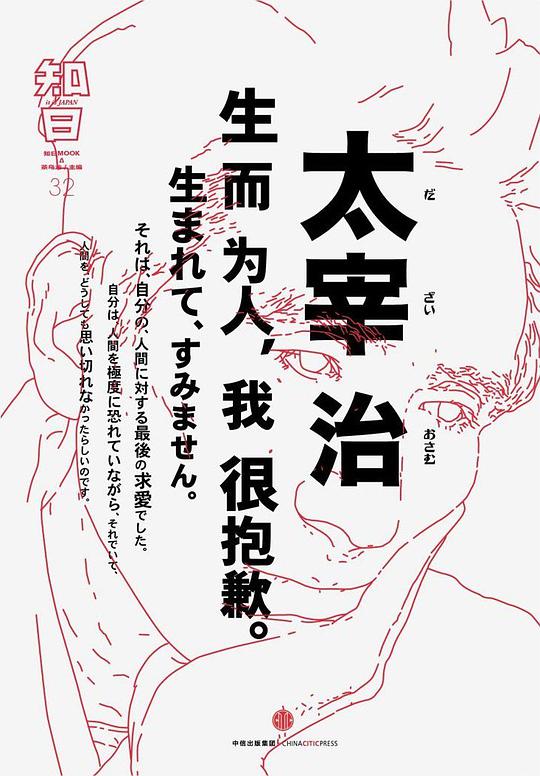 知日
it is JAPAN
知日MOOK
茶乌龙/主编
32
太宰 治
だ
ざい
おさむ
生而为人，我 很抱歉。
生まれて、すみません。
それは、自分の、人間に対する最後の求愛でした。
自分は、人間を極度に恐れていながら、それでいて、
人間を、どうしても思い切れなかったらしいのです。
中信出版集团 CHINACITICPRESS